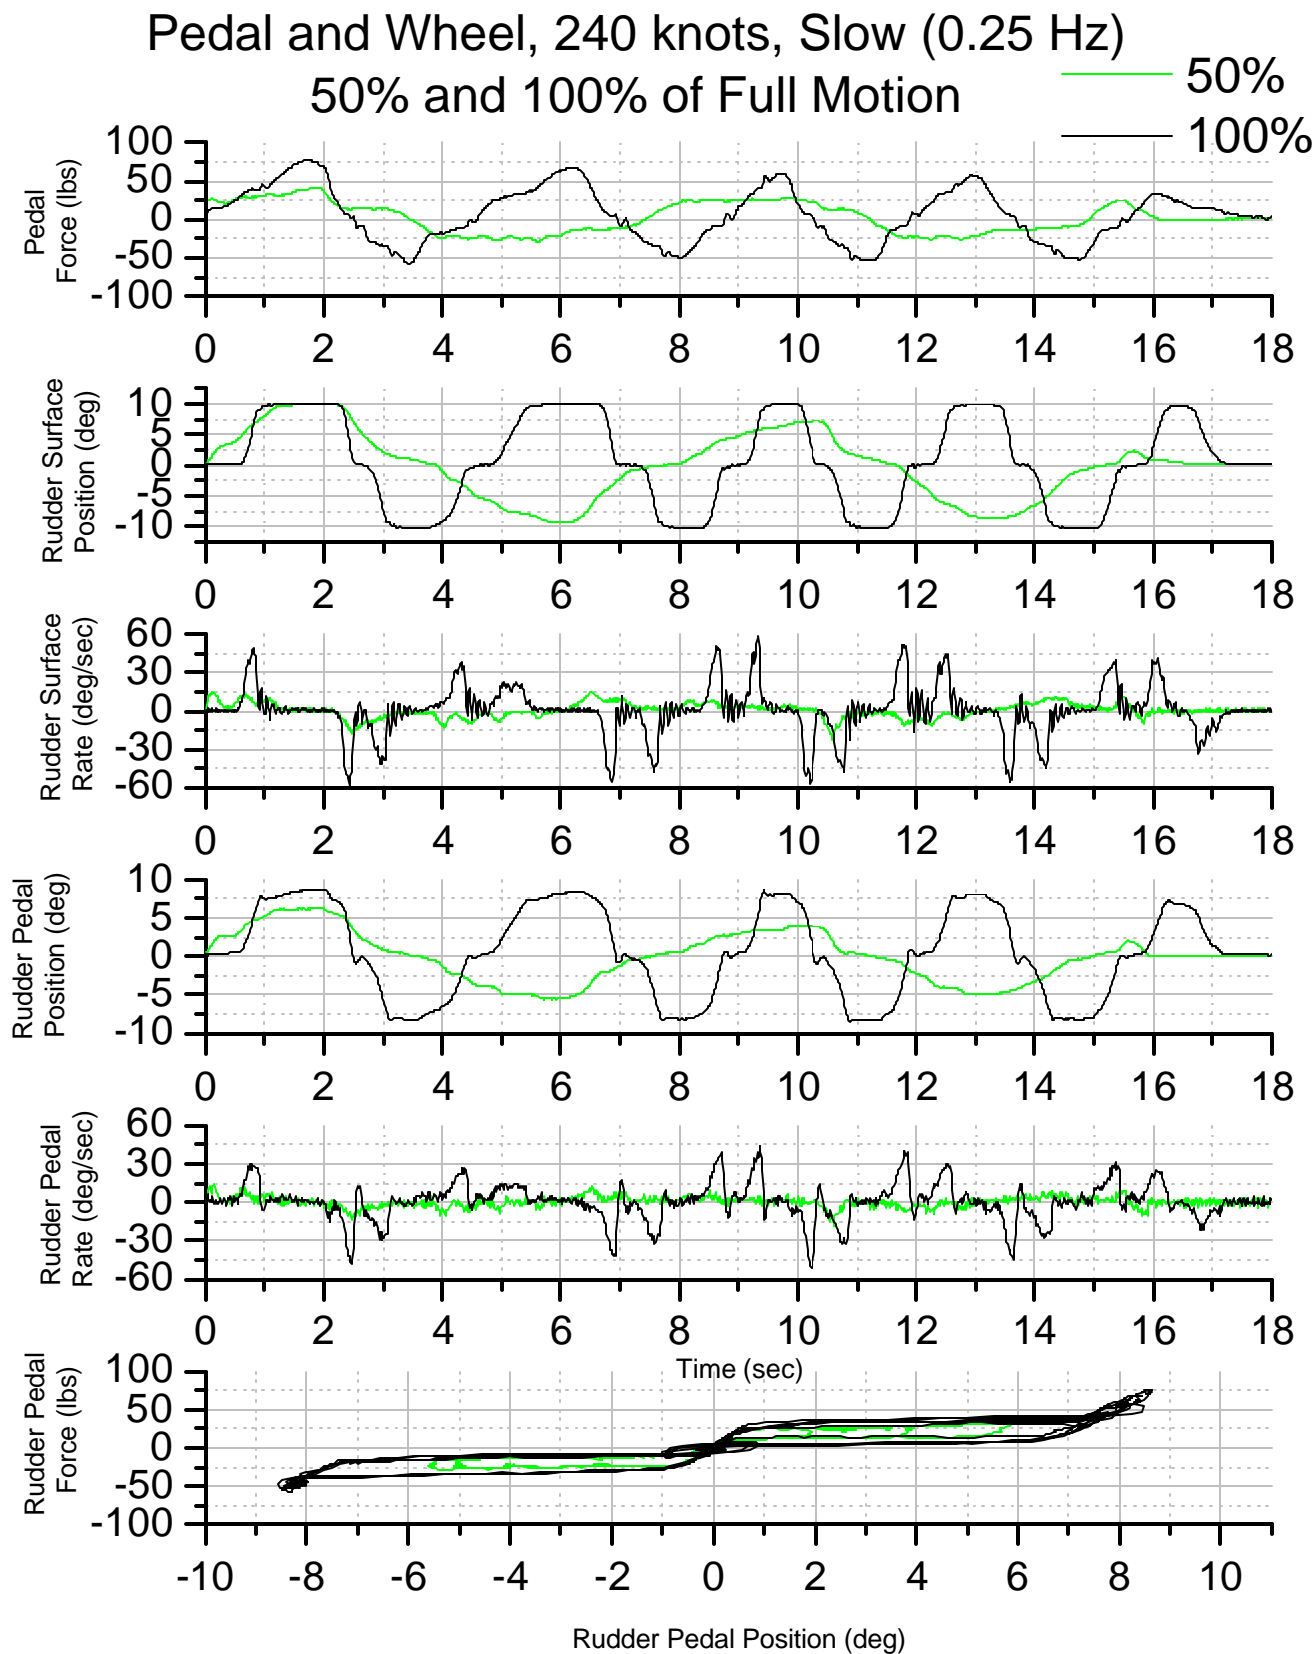 Pedal and Wheel, 240 knots, Slow (0.25 Hz)
50% and 100% of Full Motion
50%
100%
Pedal
Force (lbs)
100
50
0
-50
-100
0 2 4 6 8 10 12 14 16 18
Rudder Surface
Position (deg)
10
5
0
-5
-10
0 2 4 6 8 10 12 14 16 18
Rudder Surface
Rate (deg/sec)
60
30
0
-30
-60
0 2 4 6 8 10 12 14 16 18
Rudder Pedal
Position (deg)
10
5
0
-5
-10
0 2 4 6 8 10 12 14 16 18
Rudder Pedal
Rate (deg/sec)
60
30
0
-30
-60
0 2 4 6 8 10 12 14 16 18
Time (sec)
Rudder Pedal
Force (lbs)
100
50
0
-50
-100
-10 -8 -6 -4 -2 0 2 4 6 8 10
Rudder Pedal Position (deg)